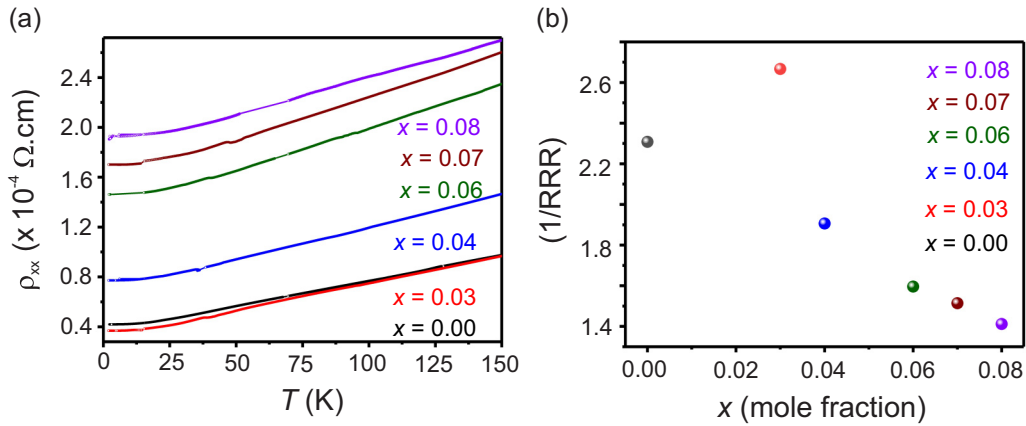 (a)
ρxx (x 10-4 Ω.cm)
2.4
2.0
1.6
1.2
0.8
0.4
x = 0.08
x = 0.07
x = 0.06
x = 0.04
x = 0.03
x = 0.00
0 25 50 75 100 125 150
T (K)
(b)
(1/RRR)
2.6
2.2
1.8
1.4
x = 0.08
x = 0.07
x = 0.06
x = 0.04
x = 0.03
x = 0.00
0.00 0.02 0.04 0.06 0.08
x (mole fraction)